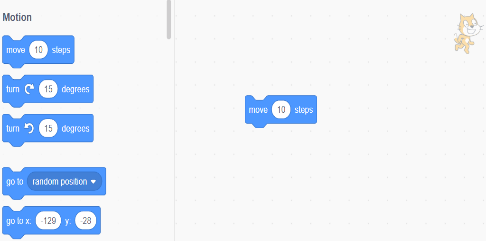 Motion
move 10 steps
turn 15 degrees
turn 15 degrees
go to random position
go to x: -129 y: -28
move 10 steps